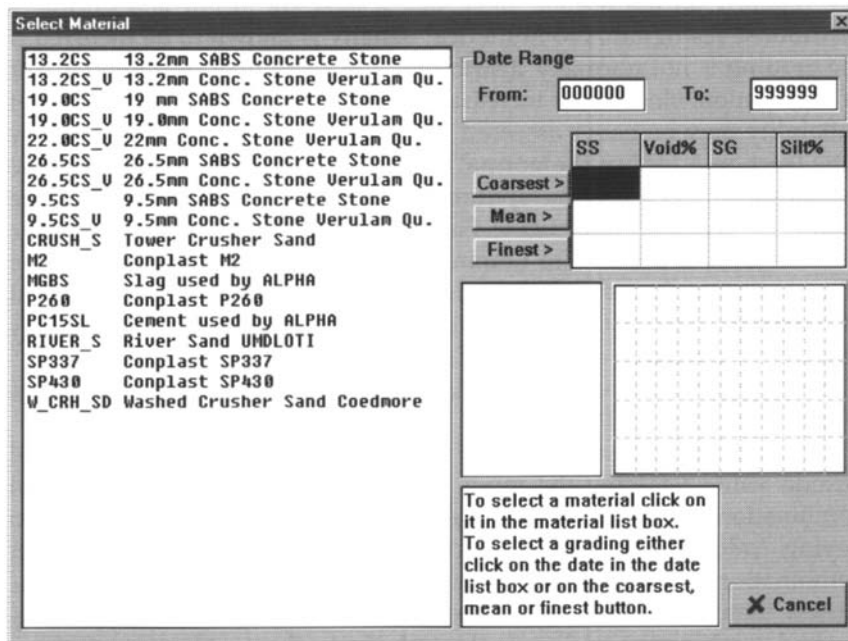 Select Material
13.2CS 13.2mm SABS Concrete Stone
13.2CS_V 13.2mm Conc. Stone Verulam Qu.
19.0CS 19 mm SABS Concrete Stone
19.0CS_V 19.0mm Conc. Stone Verulam Qu.
22.0CS_V 22mm Conc. Stone Verulam Qu.
26.5CS 26.5mm SABS Concrete Stone
26.5CS_V 26.5mm Conc. Stone Verulam Qu.
9.5CS 9.5mm SABS Concrete Stone
9.5CS_V 9.5mm Conc. Stone Verulam Qu.
CRUSH_S Tower Crusher Sand
M2 Conplast M2
MGBS Slag used by ALPHA
P260 Conplast P260
PC15SL Cement used by ALPHA
RIVER_S River Sand UMDLOTI
SP337 Conplast SP337
SP430 Conplast SP430
W_CRH_SD Washed Crusher Sand Coedmore
Date Range
From: 000000 To: 999999
SS Void% SG Silt%
Coarsest >
Mean >
Finest >
To select a material click on
it in the material list box.
To select a grading either
click on the date in the date
list box or on the coarsest,
mean or finest button.
Cancel